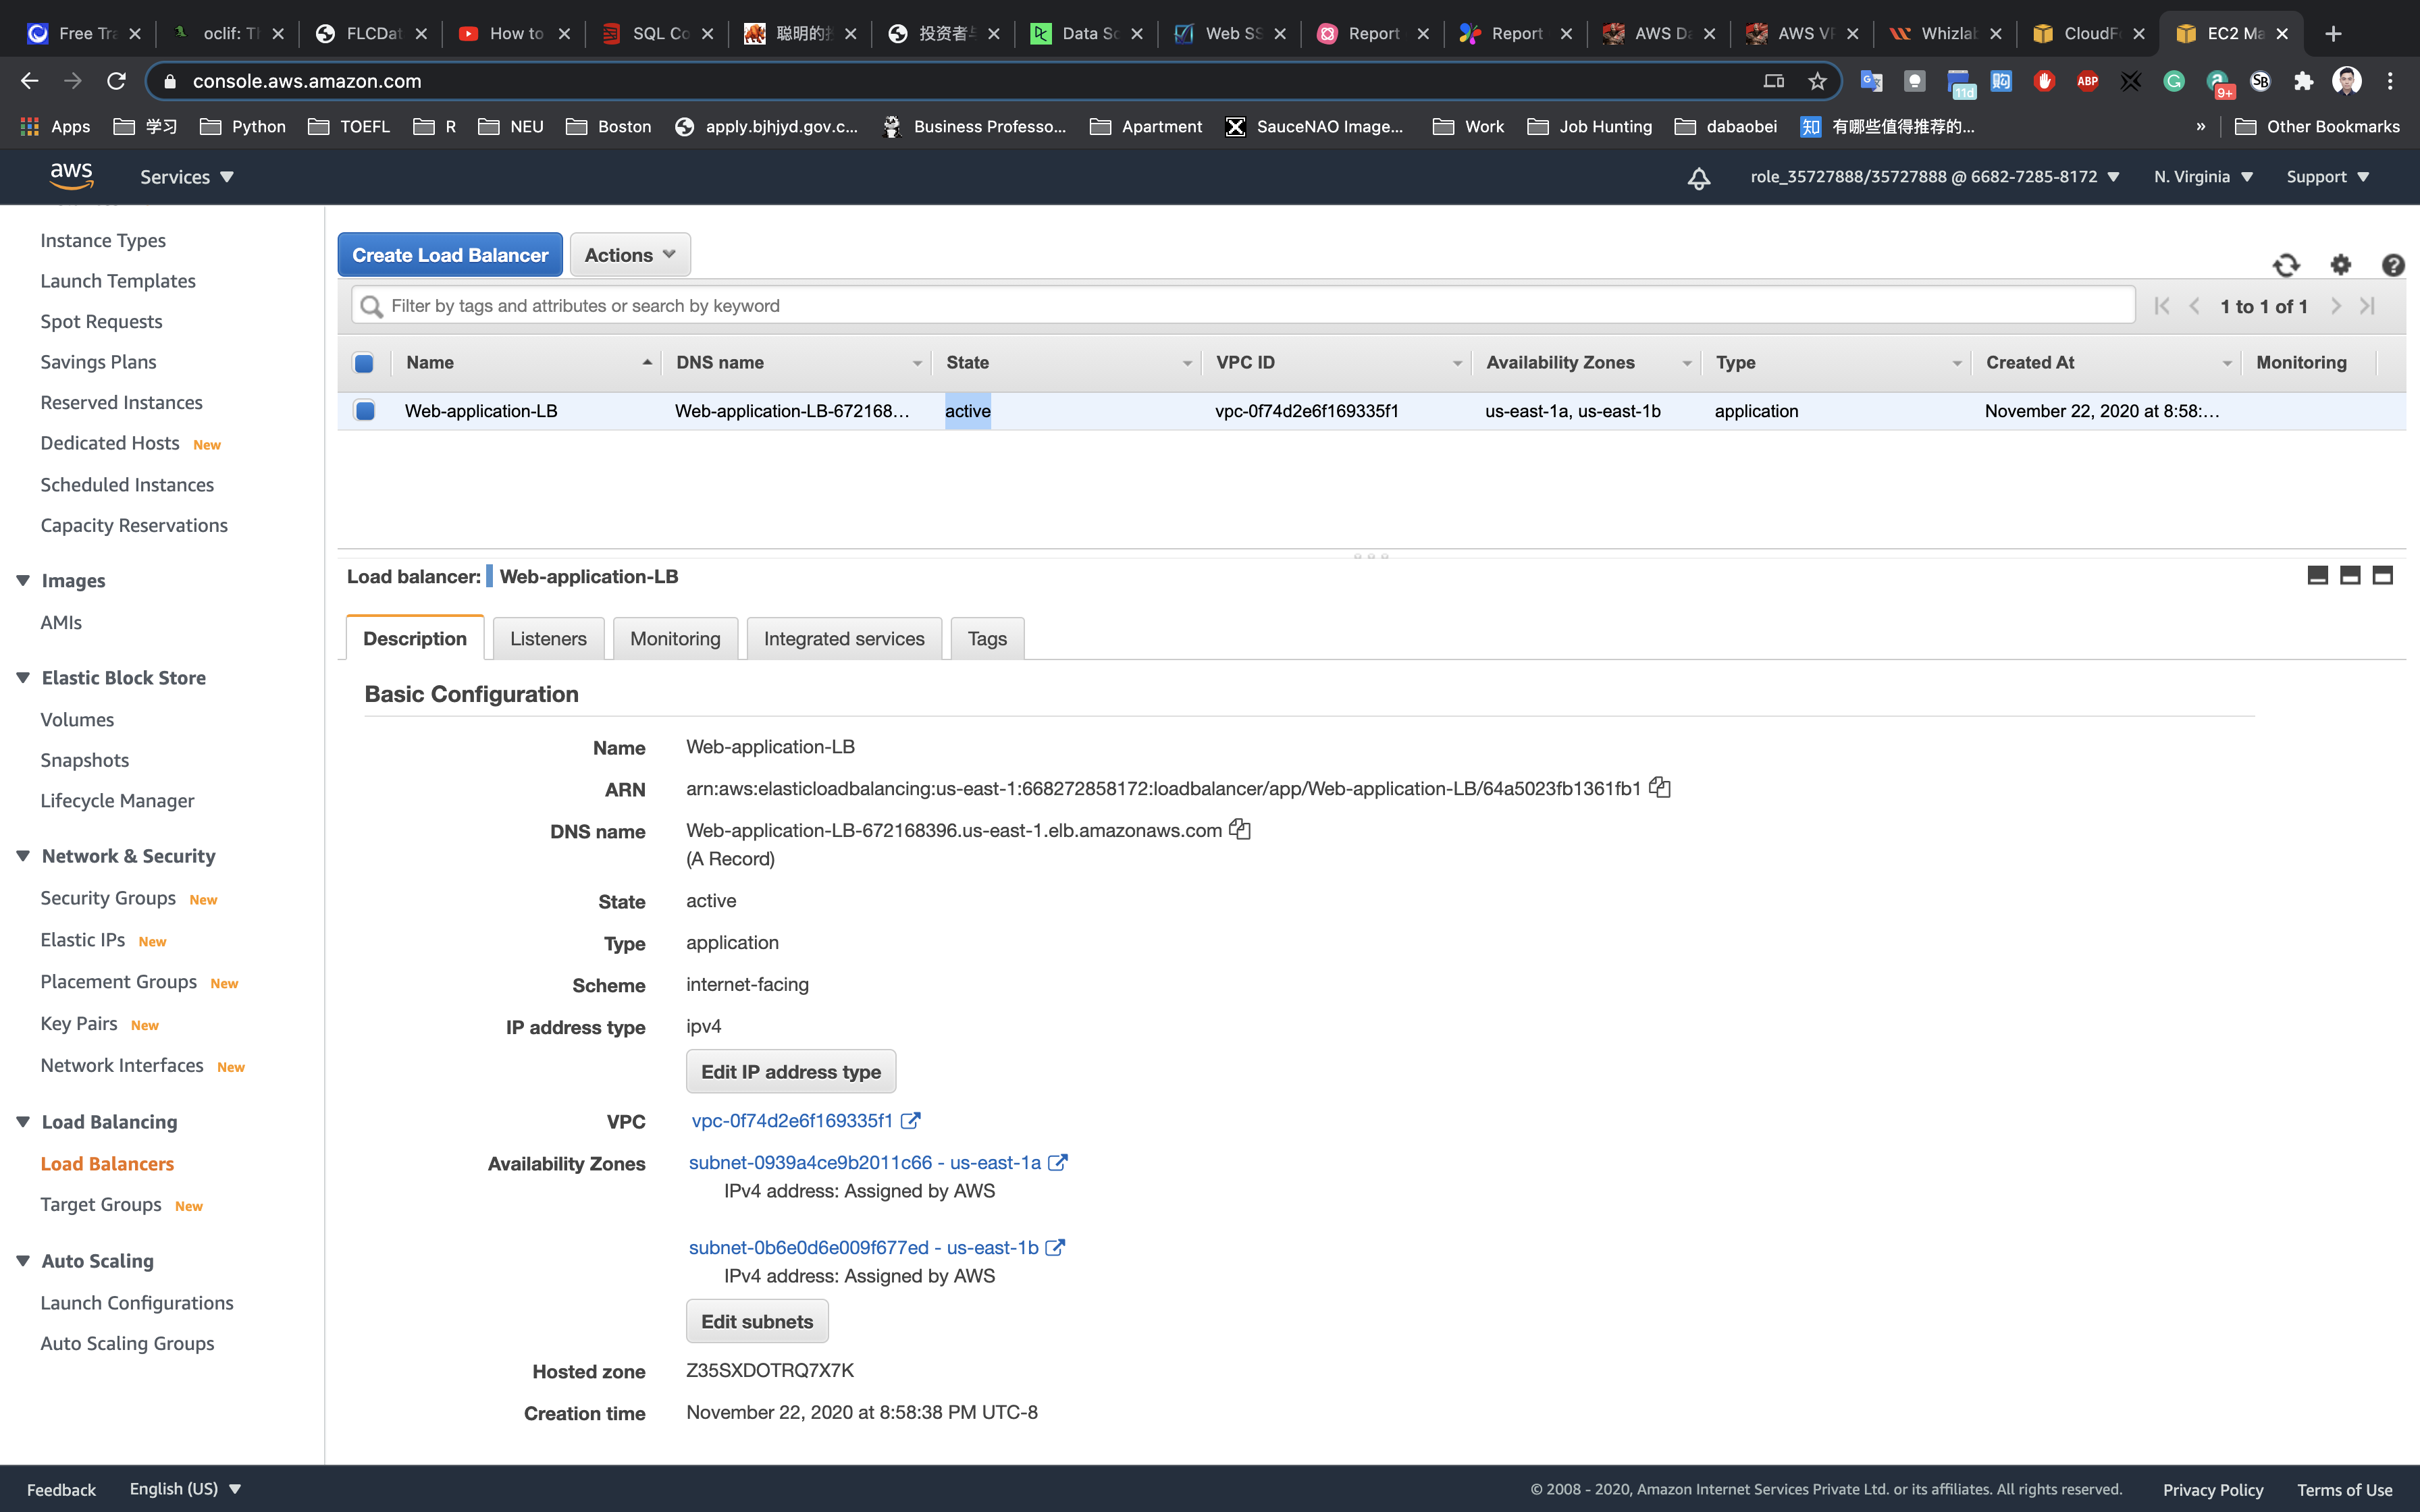 Free Tra
oclif: Th
FLCDat
How to
SQL Co
聪明的投
投资者与
Data Sc
Web SS
Report
Report
AWS Da
AWS VP
Whizlab
CloudFo
EC2 Ma
console.aws.amazon.com
11d
ABP
9+
SB
Apps
学习
Python
TOEFL
R
NEU
Boston
apply.bjhjyd.gov.c...
Business Professo...
Apartment
SauceNAO Image...
Work
Job Hunting
dabaobei
知 有哪些值得推荐的...
»
Other Bookmarks
aws
Services
role_35727888/35727888 @ 6682-7285-8172
N. Virginia
Support
Instance Types
Launch Templates
Spot Requests
Savings Plans
Reserved Instances
Dedicated Hosts New
Scheduled Instances
Capacity Reservations
Images
AMIs
Elastic Block Store
Volumes
Snapshots
Lifecycle Manager
Network & Security
Security Groups New
Elastic IPs New
Placement Groups New
Key Pairs New
Network Interfaces New
Load Balancing
Load Balancers
Target Groups New
Auto Scaling
Launch Configurations
Auto Scaling Groups
Create Load Balancer
Actions
Filter by tags and attributes or search by keyword
1 to 1 of 1
Name DNS name State VPC ID Availability Zones Type Created At Monitoring
Web-application-LB Web-application-LB-672168... active vpc-0f74d2e6f169335f1 us-east-1a, us-east-1b application November 22, 2020 at 8:58:...
Load balancer: Web-application-LB
Description Listeners Monitoring Integrated services Tags
Basic Configuration
Name Web-application-LB
ARN arn:aws:elasticloadbalancing:us-east-1:668272858172:loadbalancer/app/Web-application-LB/64a5023fb1361fb1
DNS name Web-application-LB-672168396.us-east-1.elb.amazonaws.com
(A Record)
State active
Type application
Scheme internet-facing
IP address type ipv4
Edit IP address type
VPC vpc-0f74d2e6f169335f1
Availability Zones subnet-0939a4ce9b2011c66 - us-east-1a
IPv4 address: Assigned by AWS
subnet-0b6e0d6e009f677ed - us-east-1b
IPv4 address: Assigned by AWS
Edit subnets
Hosted zone Z35SXDOTRQ7X7K
Creation time November 22, 2020 at 8:58:38 PM UTC-8
Feedback
English (US)
© 2008 - 2020, Amazon Internet Services Private Ltd. or its affiliates. All rights reserved.
Privacy Policy
Terms of Use